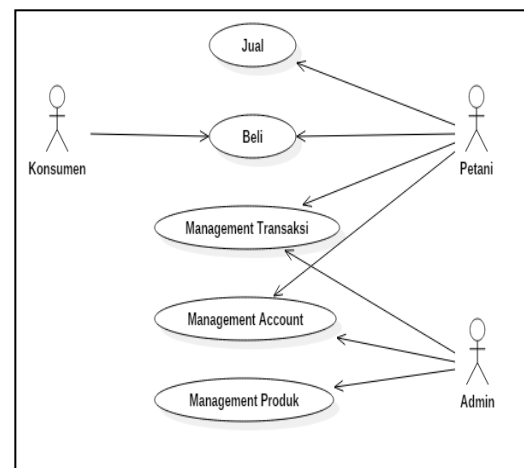 Jual
Beli
Konsumen
Petani
Management Transaksi
Management Account
Management Produk
Admin